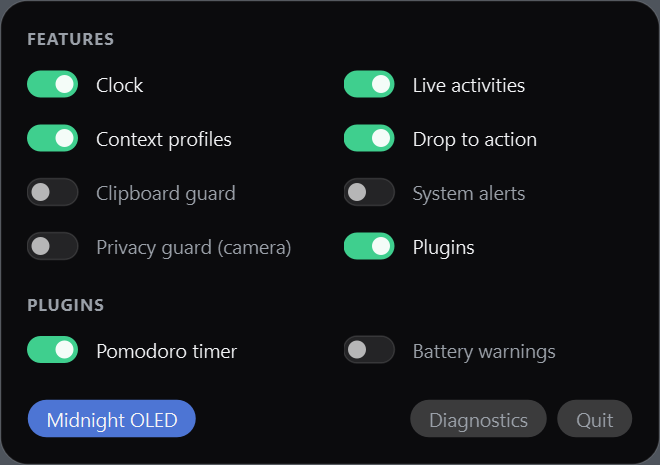 FEATURES
Clock
Live activities
Context profiles
Drop to action
Clipboard guard
System alerts
Privacy guard (camera)
Plugins
PLUGINS
Pomodoro timer
Battery warnings
Midnight OLED
Diagnostics
Quit